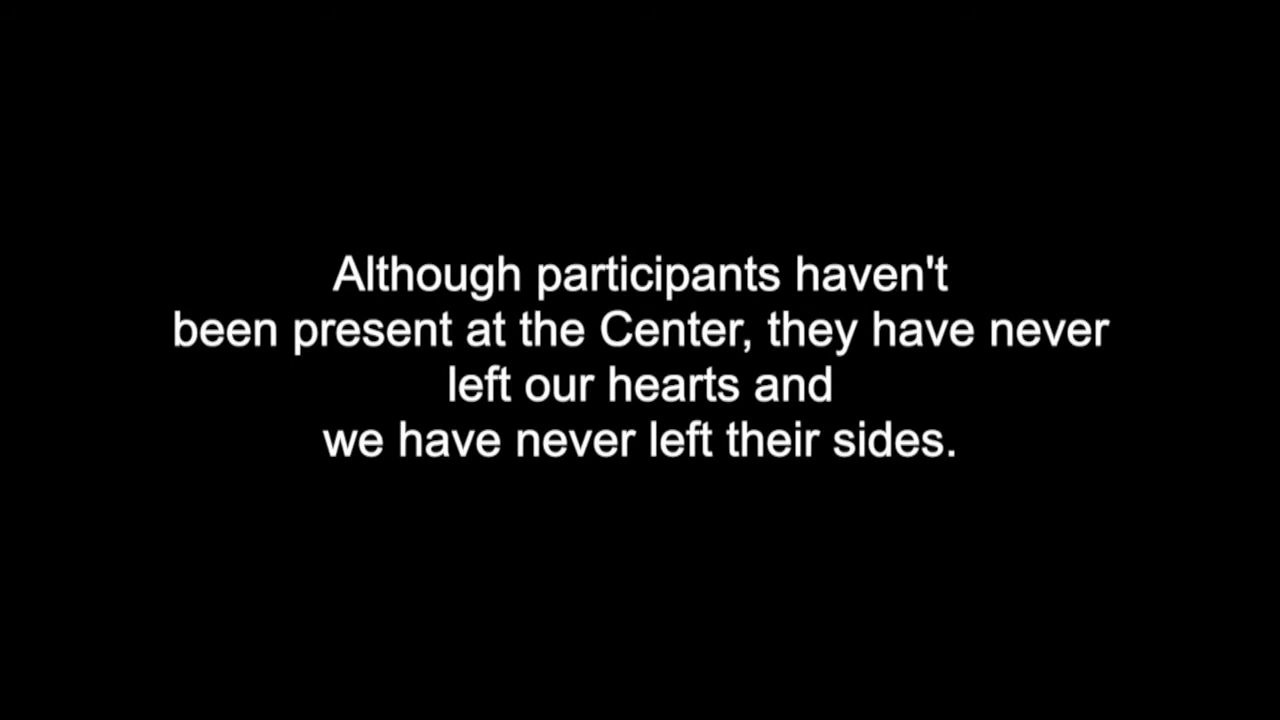 Although participants haven't
been present at the Center, they have never
left our hearts and
we have never left their sides.